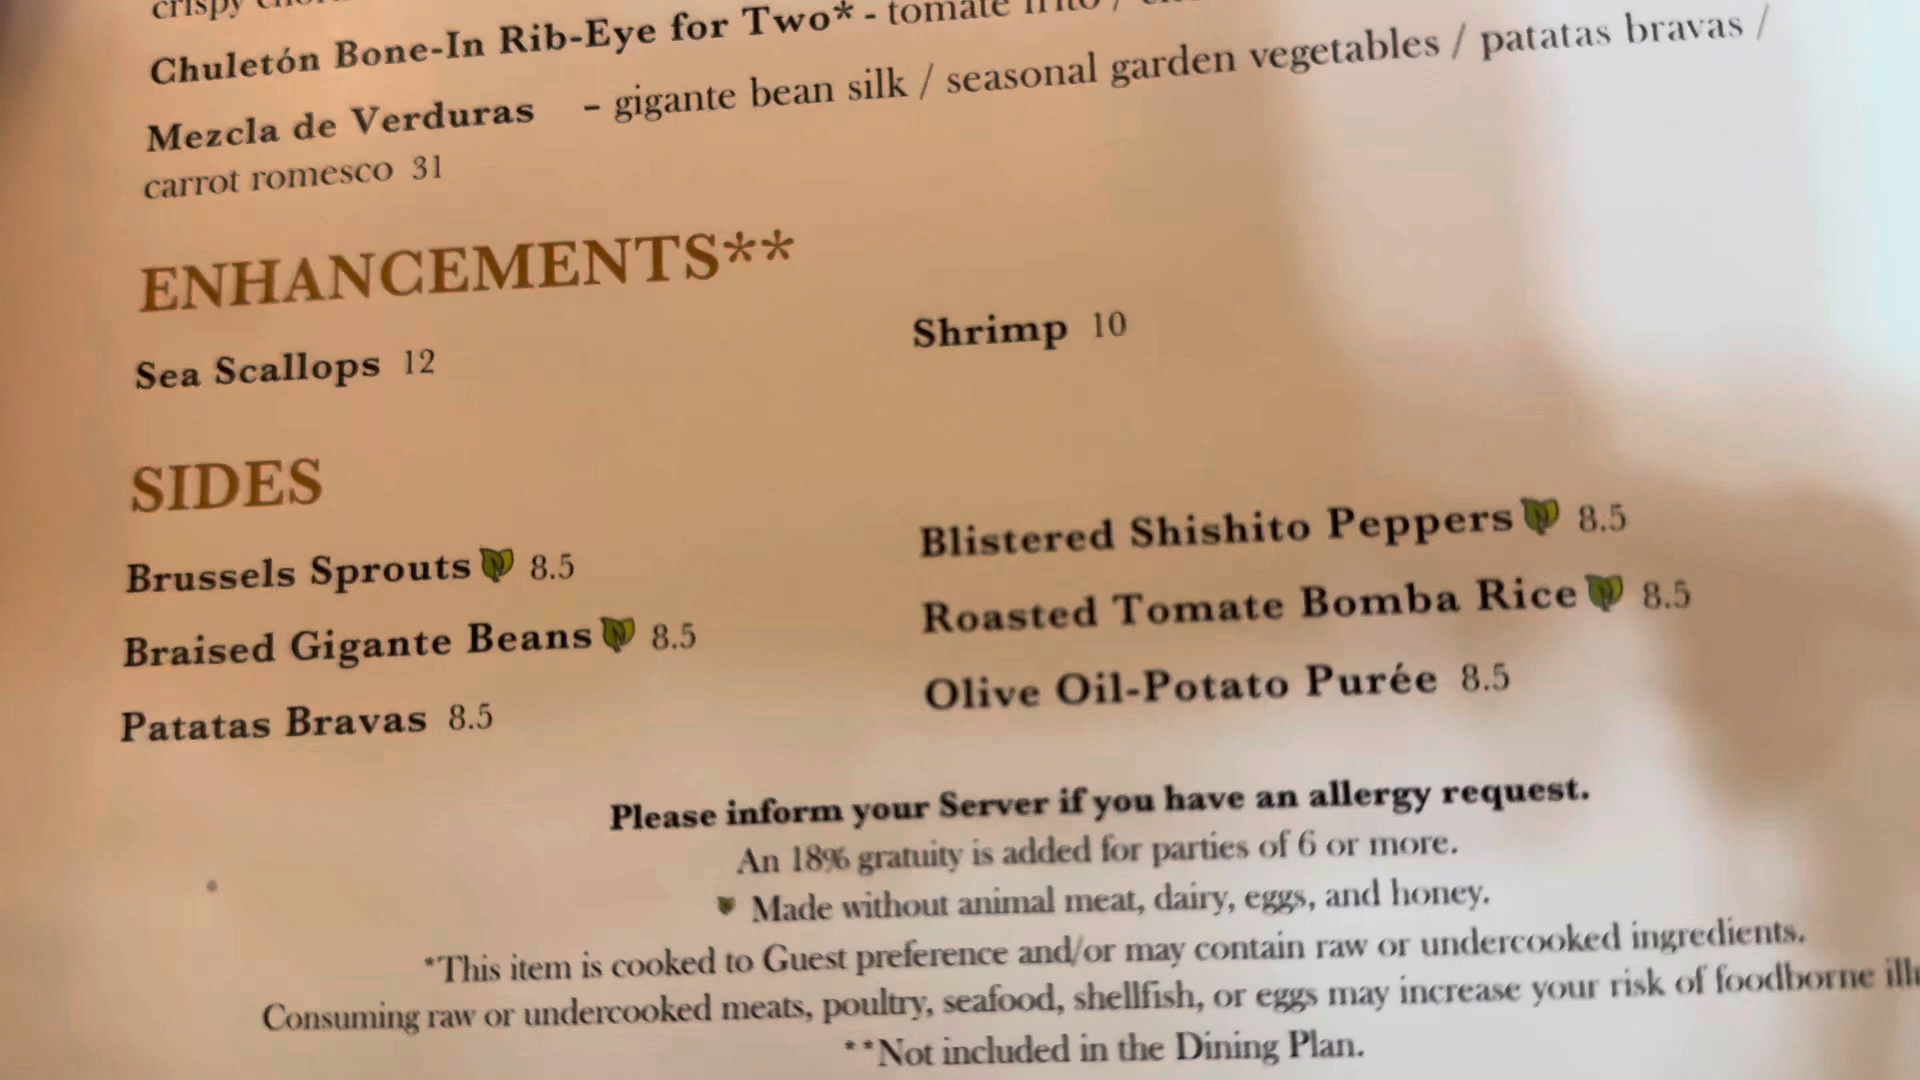 crispy
Chuletón Bone-In Rib-Eye for Two* - tomate frito /
Mezcla de Verduras – gigante bean silk / seasonal garden vegetables / patatas bravas /
carrot romesco 31
ENHANCEMENTS**
Sea Scallops 12
Shrimp 10
SIDES
Brussels Sprouts 8.5
Braised Gigante Beans 8.5
Patatas Bravas 8.5
Blistered Shishito Peppers 8.5
Roasted Tomate Bomba Rice 8.5
Olive Oil-Potato Purée 8.5
Please inform your Server if you have an allergy request.
An 18% gratuity is added for parties of 6 or more.
Made without animal meat, dairy, eggs, and honey.
*This item is cooked to Guest preference and/or may contain raw or undercooked ingredients.
Consuming raw or undercooked meats, poultry, seafood, shellfish, or eggs may increase your risk of foodborne
**Not included in the Dining Plan.